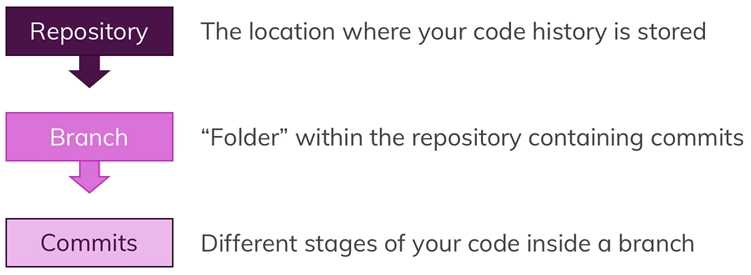 Repository The location where your code history is stored
Branch “Folder” within the repository containing commits
Commits Different stages of your code inside a branch